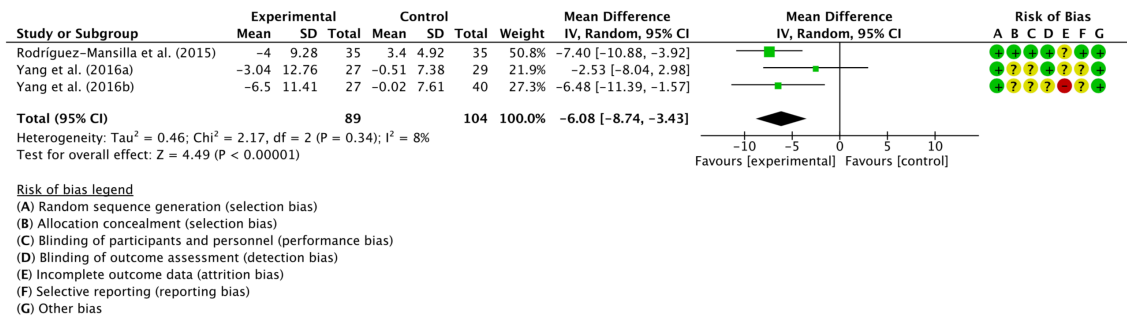 Experimental Control Mean Difference Mean Difference Risk of Bias
Study or Subgroup Mean SD Total Mean SD Total Weight IV, Random, 95% CI IV, Random, 95% CI A B C D E F G
Rodríguez-Mansilla et al. (2015) −4 9.28 35 3.4 4.92 35 50.8% −7.40 [−10.88, −3.92] + + + + ? + +
Yang et al. (2016a) −3.04 12.76 27 −0.51 7.38 29 21.9% −2.53 [−8.04, 2.98] + ? ? + ? ? +
Yang et al. (2016b) −6.5 11.41 27 −0.02 7.61 40 27.3% −6.48 [−11.39, −1.57] + ? ? ? − ? +
Total (95% CI) 89 104 100.0% −6.08 [−8.74, −3.43]
Heterogeneity: Tau² = 0.46; Chi² = 2.17, df = 2 (P = 0.34); I² = 8%
Test for overall effect: Z = 4.49 (P < 0.00001)
−10 −5 0 5 10
Favours [experimental] Favours [control]
Risk of bias legend
(A) Random sequence generation (selection bias)
(B) Allocation concealment (selection bias)
(C) Blinding of participants and personnel (performance bias)
(D) Blinding of outcome assessment (detection bias)
(E) Incomplete outcome data (attrition bias)
(F) Selective reporting (reporting bias)
(G) Other bias